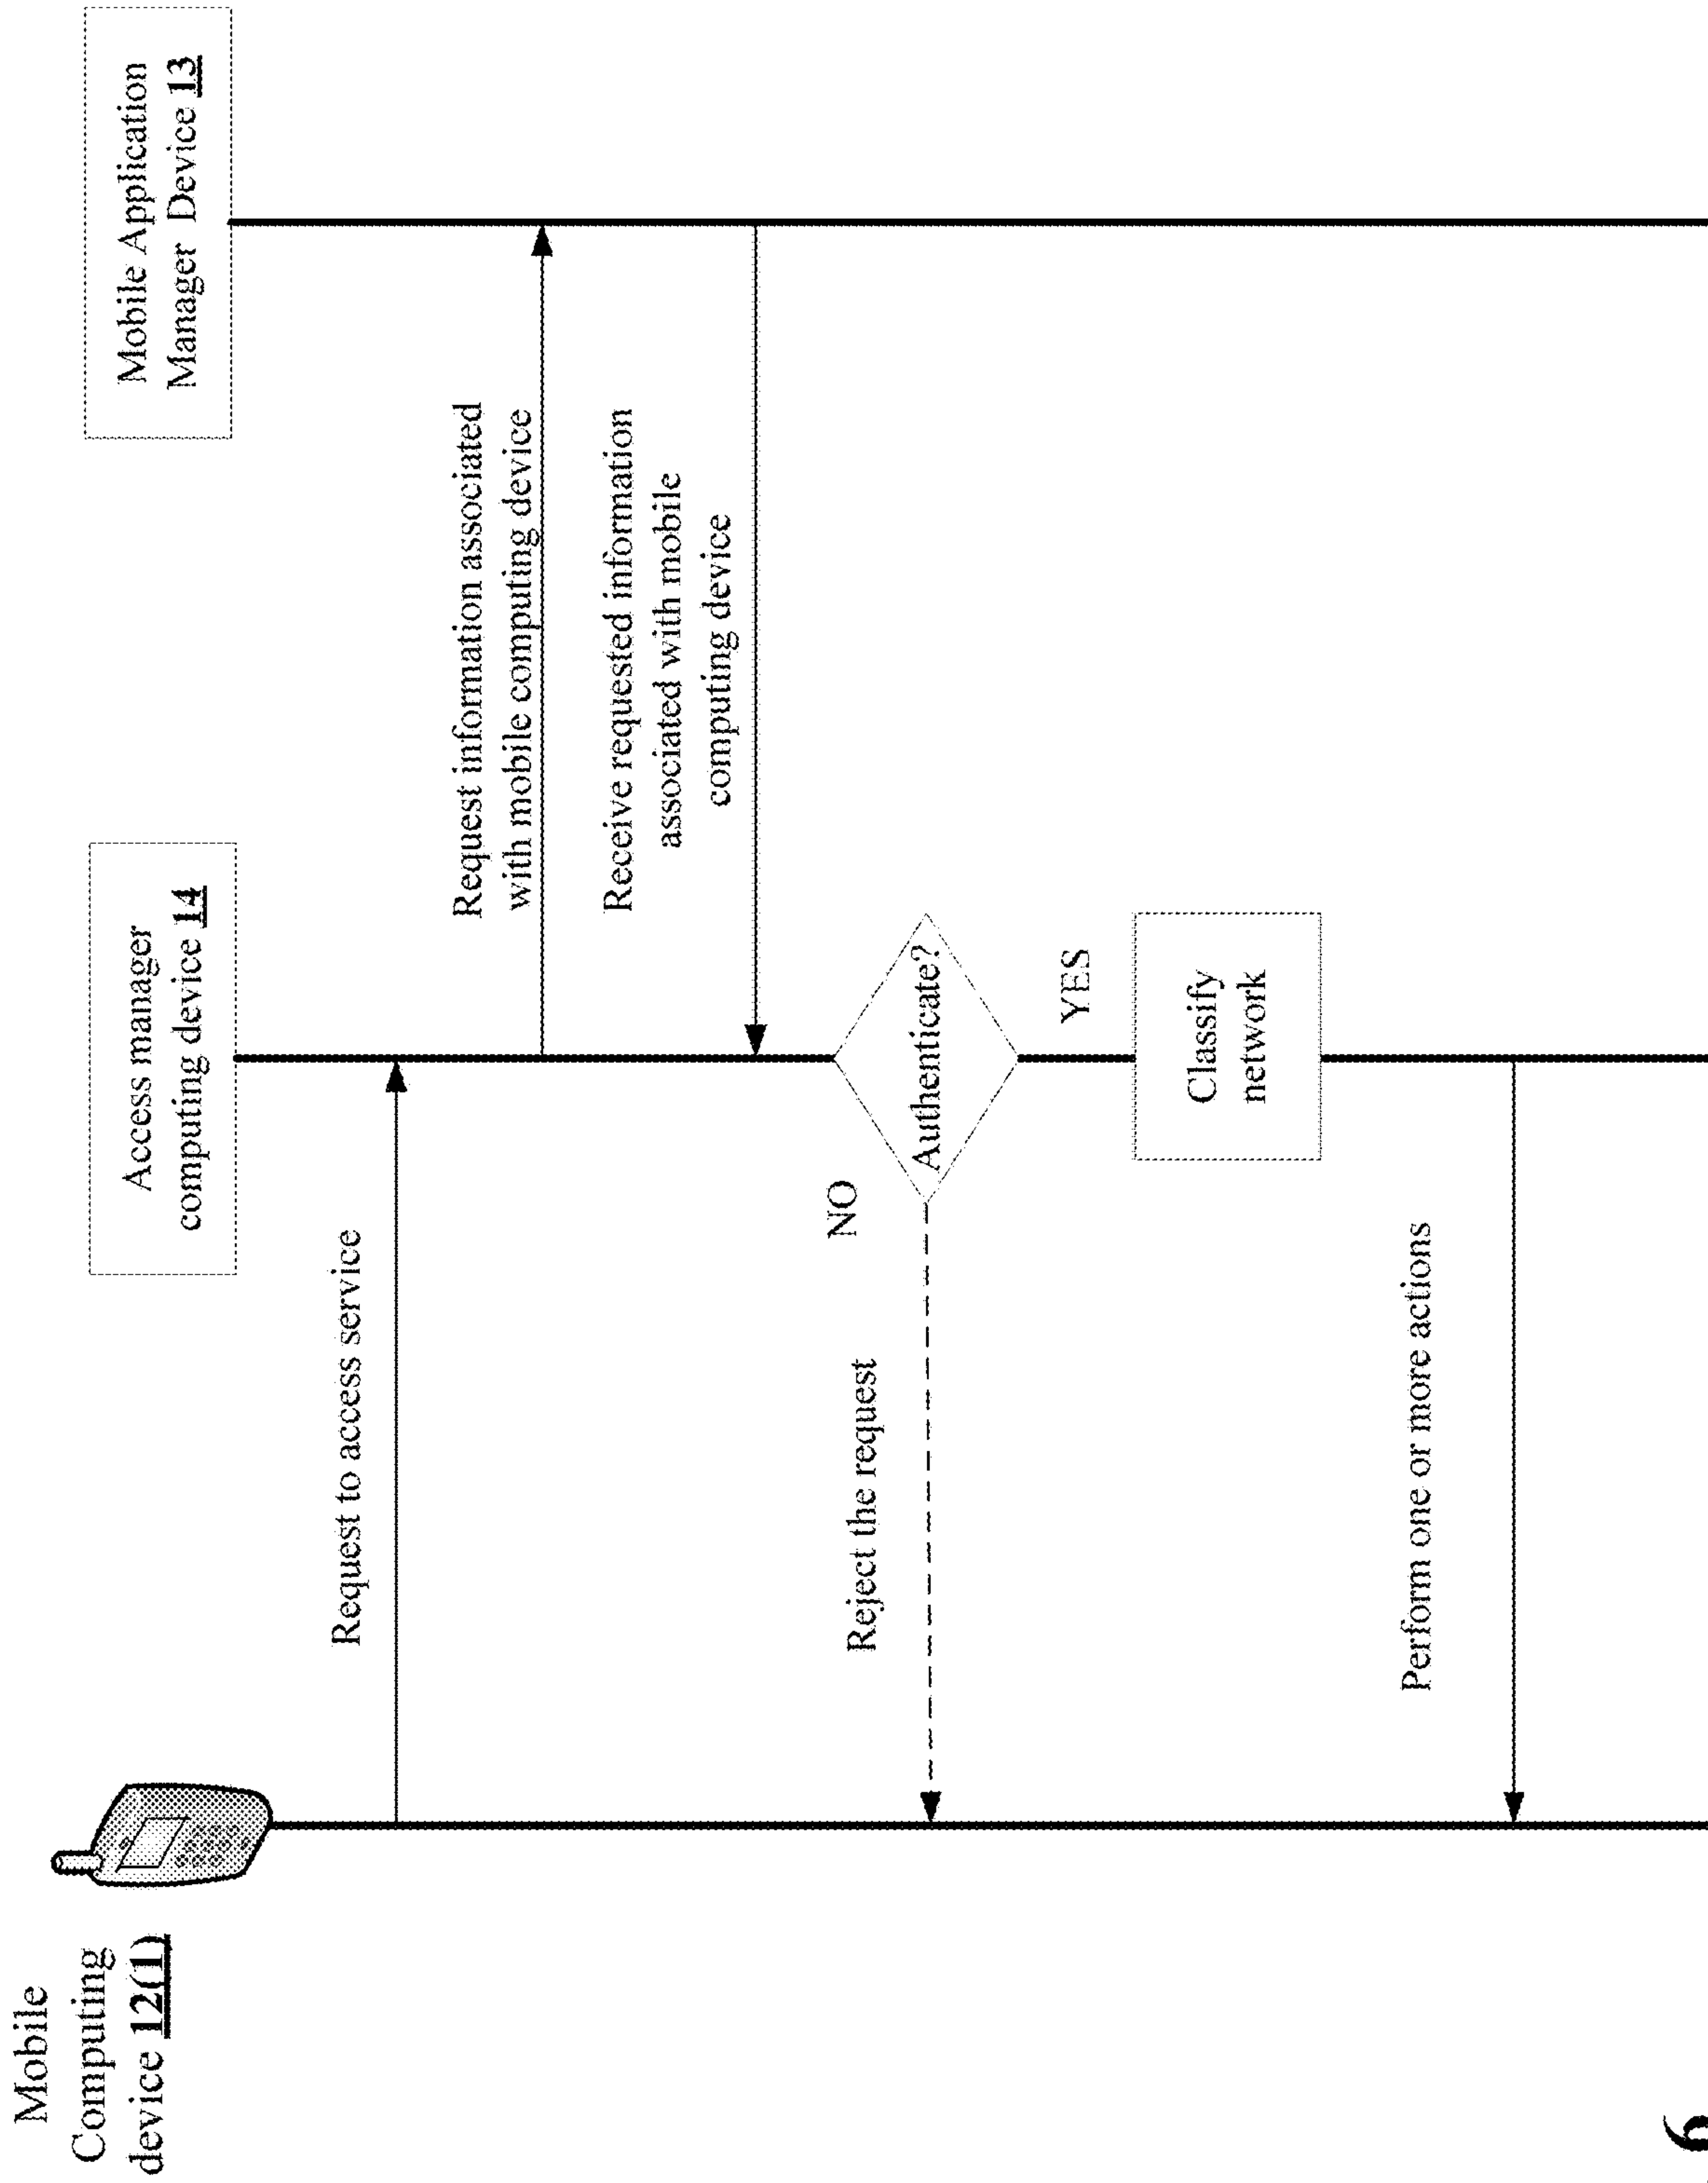 Mobile
Computing
device 12(1)
Access manager
computing device 14
Mobile Application
Manager Device 13
Request to access service
Request information associated
with mobile computing device
Receive requested information
associated with mobile
computing device
Authenticate?
NO
Reject the request
YES
Classify
network
Perform one or more actions